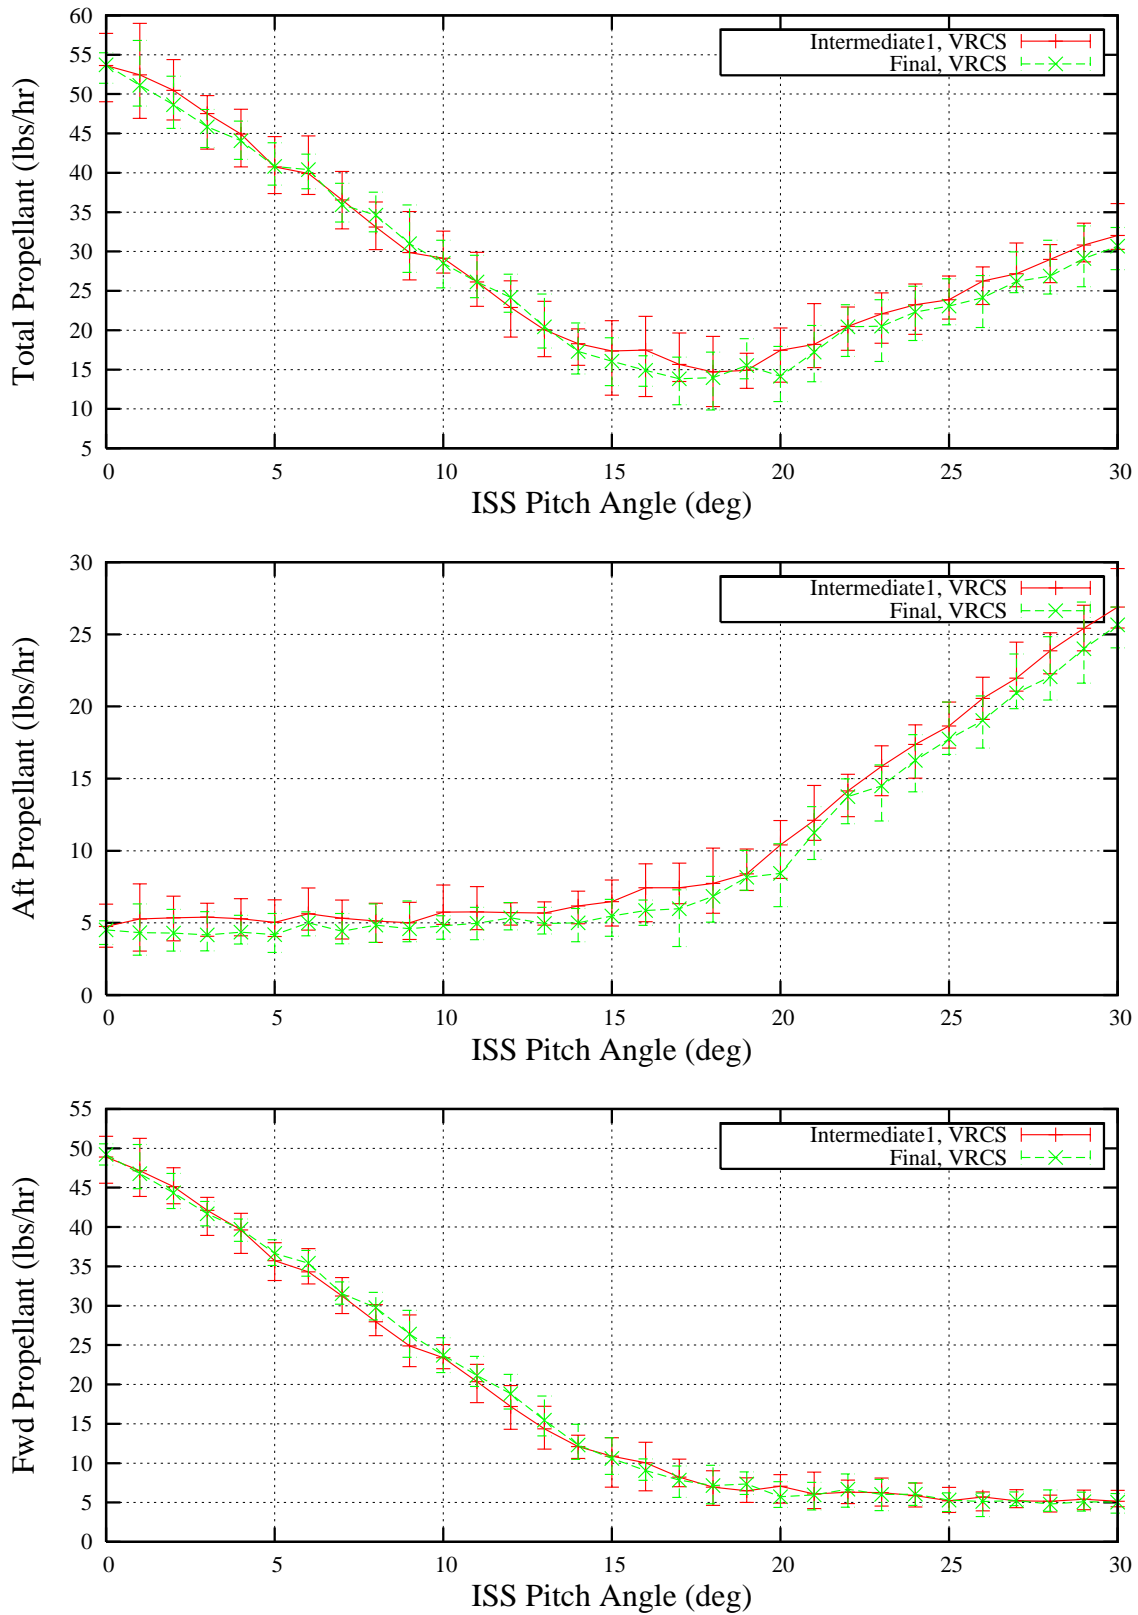 60
55
50
45
40
35
30
25
20
15
10
5
Total Propellant (lbs/hr)
Intermediate1, VRCS
Final, VRCS
0 5 10 15 20 25 30
ISS Pitch Angle (deg)
30
25
20
15
10
5
0
Aft Propellant (lbs/hr)
Intermediate1, VRCS
Final, VRCS
0 5 10 15 20 25 30
ISS Pitch Angle (deg)
55
50
45
40
35
30
25
20
15
10
5
0
Fwd Propellant (lbs/hr)
Intermediate1, VRCS
Final, VRCS
0 5 10 15 20 25 30
ISS Pitch Angle (deg)